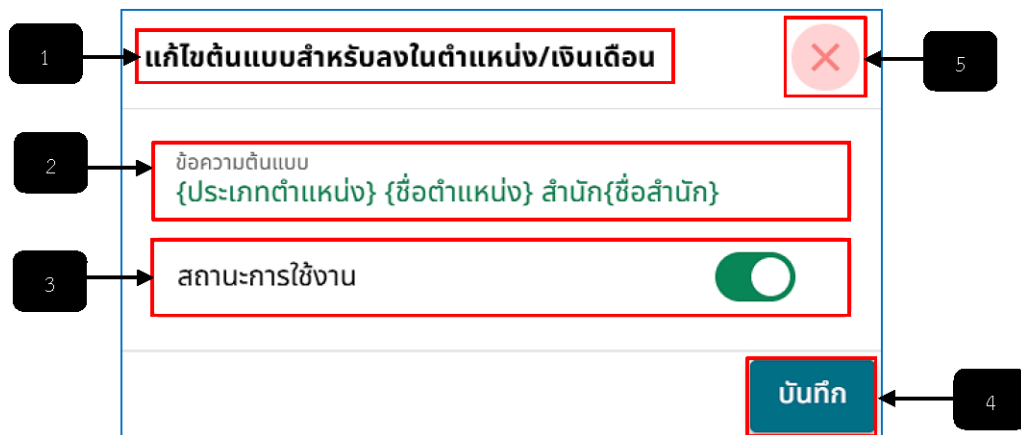 1
แก้ไขต้นแบบสำหรับลงในตำแหน่ง/เงินเดือน
5
2
ข้อความต้นแบบ
{ประเภทตำแหน่ง} {ชื่อตำแหน่ง} สำนัก{ชื่อสำนัก}
3
สถานะการใช้งาน
บันทึก
4